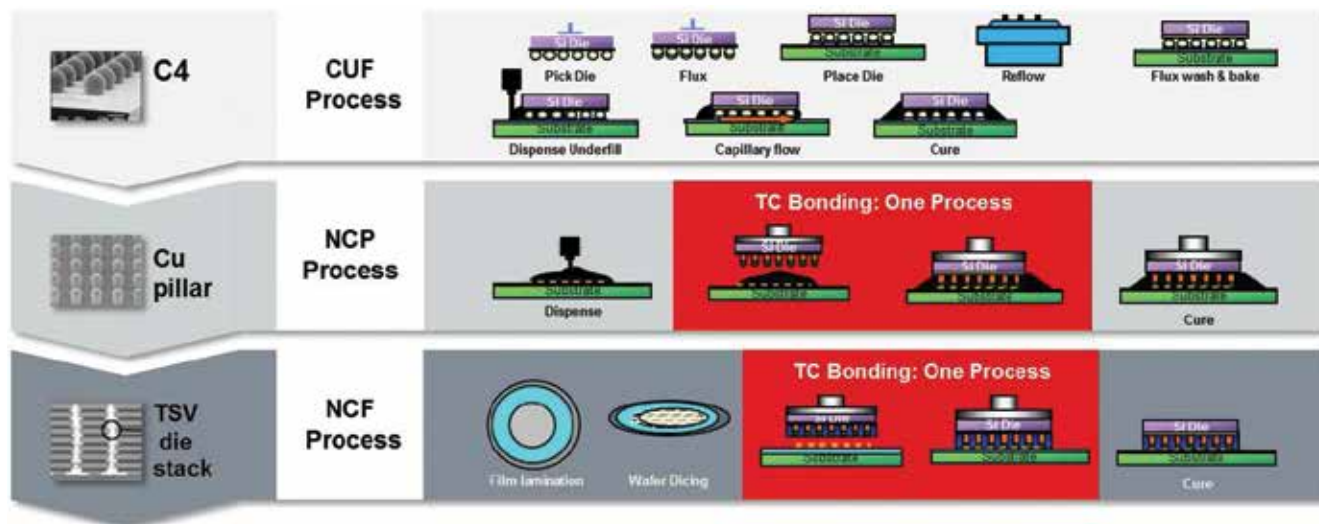 C4
CUF
Process
Si Die
Pick Die
Si Die
Flux
Si Die
Substrate
Place Die
Reflow
Si Die
Substrate
Flux wash & bake
Si Die
Substrate
Dispense Underfill
Si Die
Substrate
Capillary flow
Si Die
Substrate
Cure
Cu
pillar
NCP
Process
Substrate
Dispense
TC Bonding: One Process
Si Die
Substrate
Si Die
Substrate
Si Die
Substrate
Cure
TSV
die
stack
NCF
Process
Film lamination
Wafer Dicing
TC Bonding: One Process
Si Die
Substrate
Si Die
Substrate
Si Die
Substrate
Cure